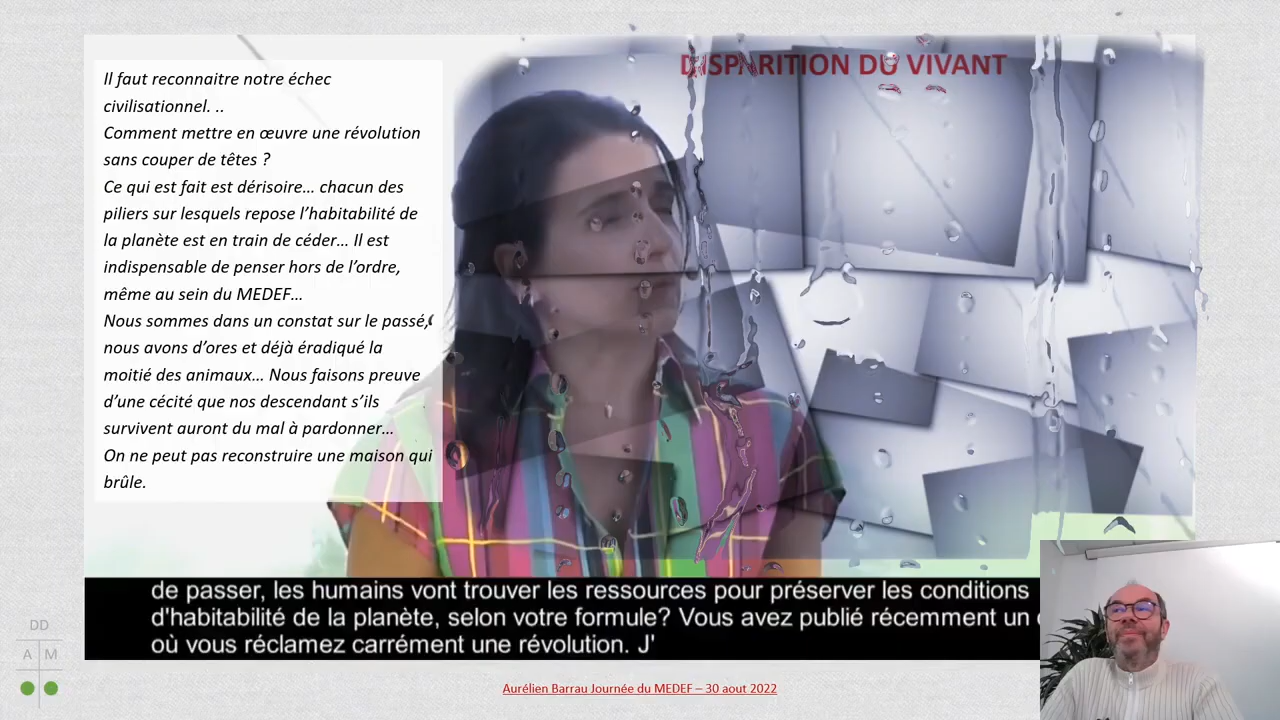 DISPARITION DU VIVANT
Il faut reconnaitre notre échec
civilisationnel. ..
Comment mettre en œuvre une révolution
sans couper de têtes ?
Ce qui est fait est dérisoire… chacun des
piliers sur lesquels repose l’habitabilité de
la planète est en train de céder… Il est
indispensable de penser hors de l’ordre,
même au sein du MEDEF…
Nous sommes dans un constat sur le passé,
nous avons d’ores et déjà éradiqué la
moitié des animaux… Nous faisons preuve
d’une cécité que nos descendant s’ils
survivent auront du mal à pardonner…
On ne peut pas reconstruire une maison qui
brûle.
de passer, les humains vont trouver les ressources pour préserver les conditions
d'habitabilité de la planète, selon votre formule? Vous avez publié récemment un
où vous réclamez carrément une révolution. J'
DD
A M
Aurélien Barrau Journée du MEDEF – 30 aout 2022